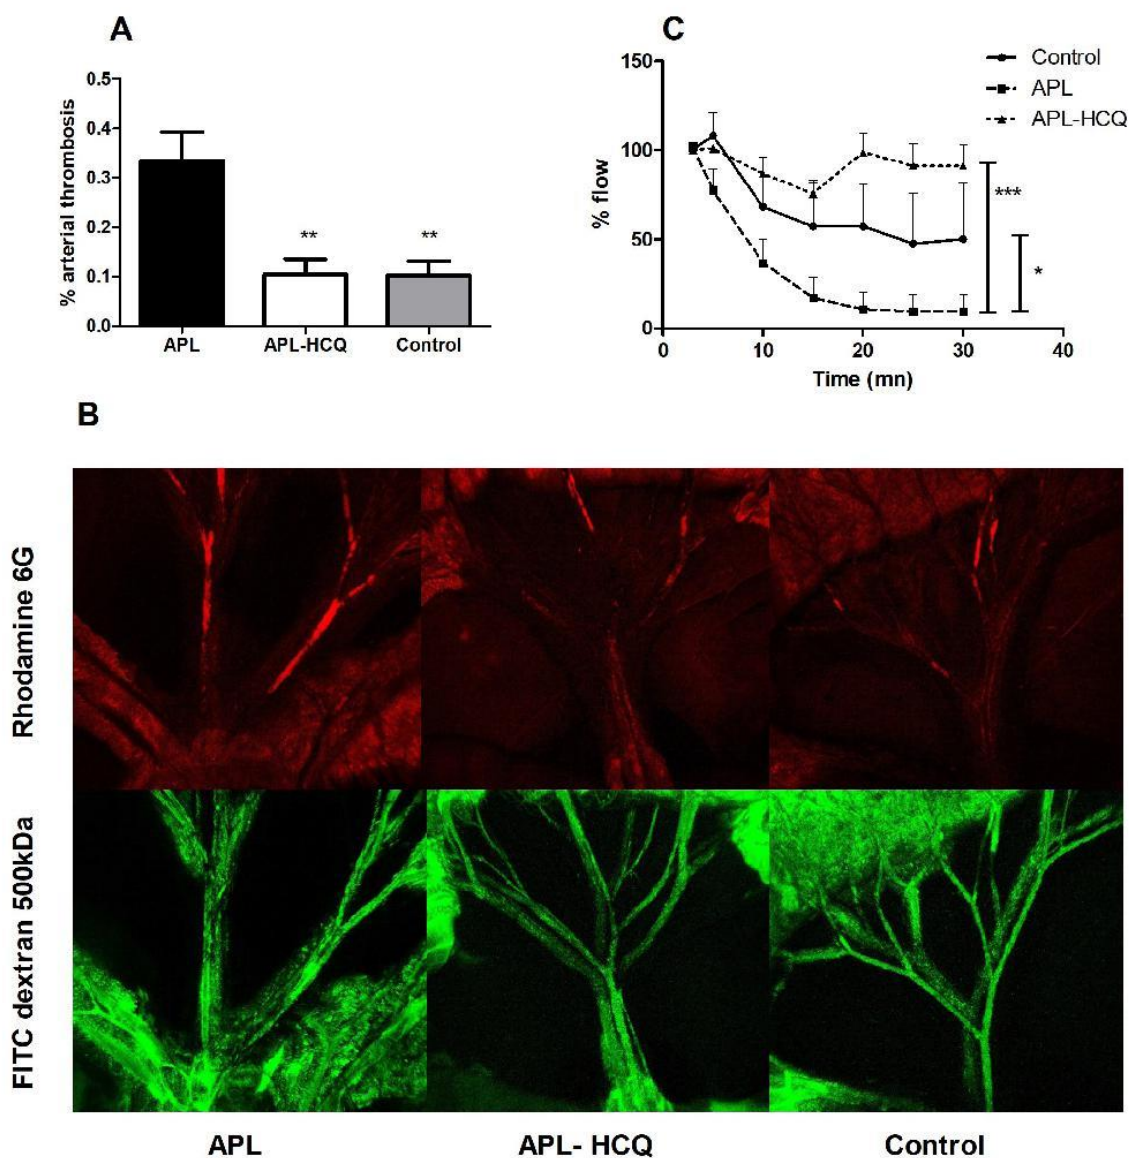 A
% arterial thrombosis
0.5
0.4
0.3
0.2
0.1
0.0
**
**
APL
APL-HCQ
Control
C
% flow
150
100
50
0
0
10
20
30
40
Time (mn)
Control
APL
APL-HCQ
***
*
B
Rhodamine 6G
FITC dextran 500kDa
APL
APL- HCQ
Control